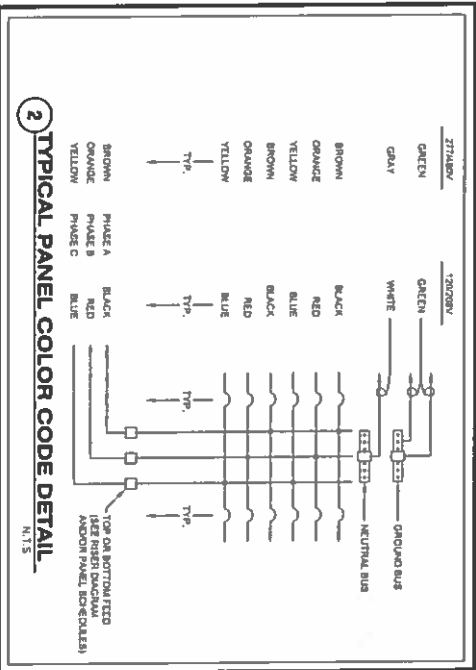 277/480V 120/208V
GREEN GREEN
GROUND BUS
GRAY WHITE
NEUTRAL BUS
BROWN BLACK
ORANGE RED
YELLOW BLUE
BROWN BLACK
ORANGE RED
YELLOW BLUE
TYP. TYP. TYP. TYP.
BROWN PHASE A BLACK
ORANGE PHASE B RED
YELLOW PHASE C BLUE
TOP OR BOTTOM FEED
(SEE RISER DIAGRAM
AND/OR PANEL SCHEDULES)
2 TYPICAL PANEL COLOR CODE DETAIL
N.T.S